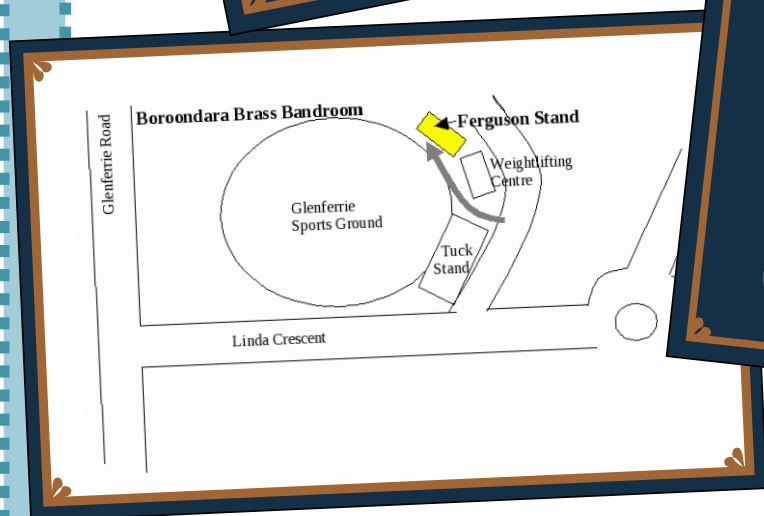 Boroondara Brass Bandroom
Ferguson Stand
Glenferrie Road
Weightlifting
Centre
Glenferrie
Sports Ground
Tuck
Stand
Linda Crescent